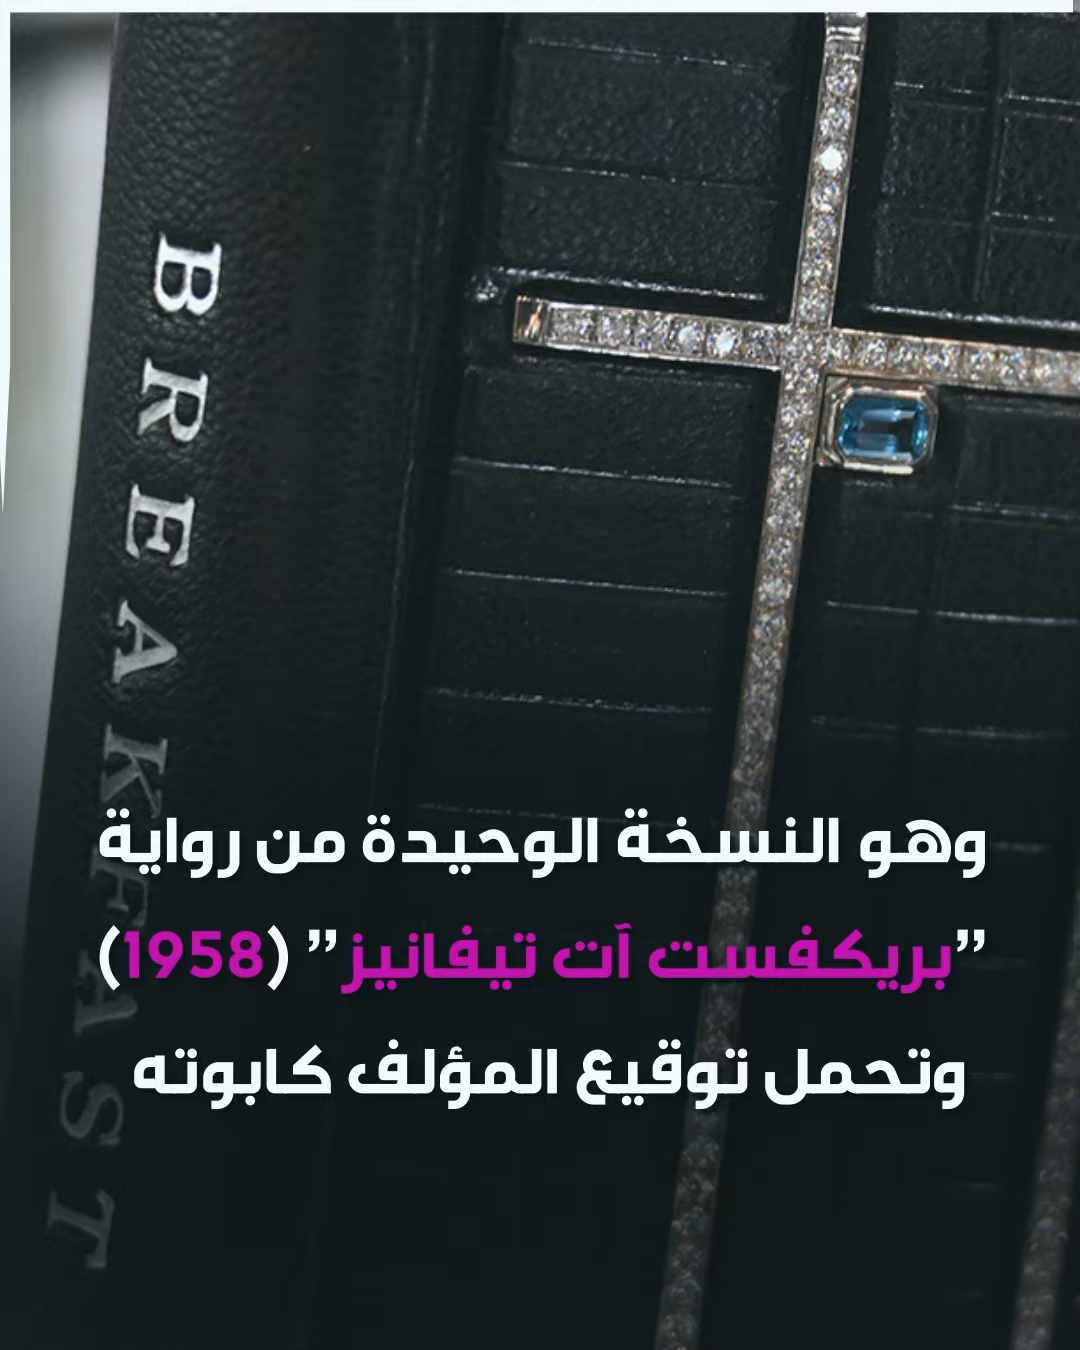 BREAKFAST
وهو النسخة الوحيدة من رواية
”بريكفست آت تيفانيز” (1958)
وتحمل توقيع المؤلف كابوته